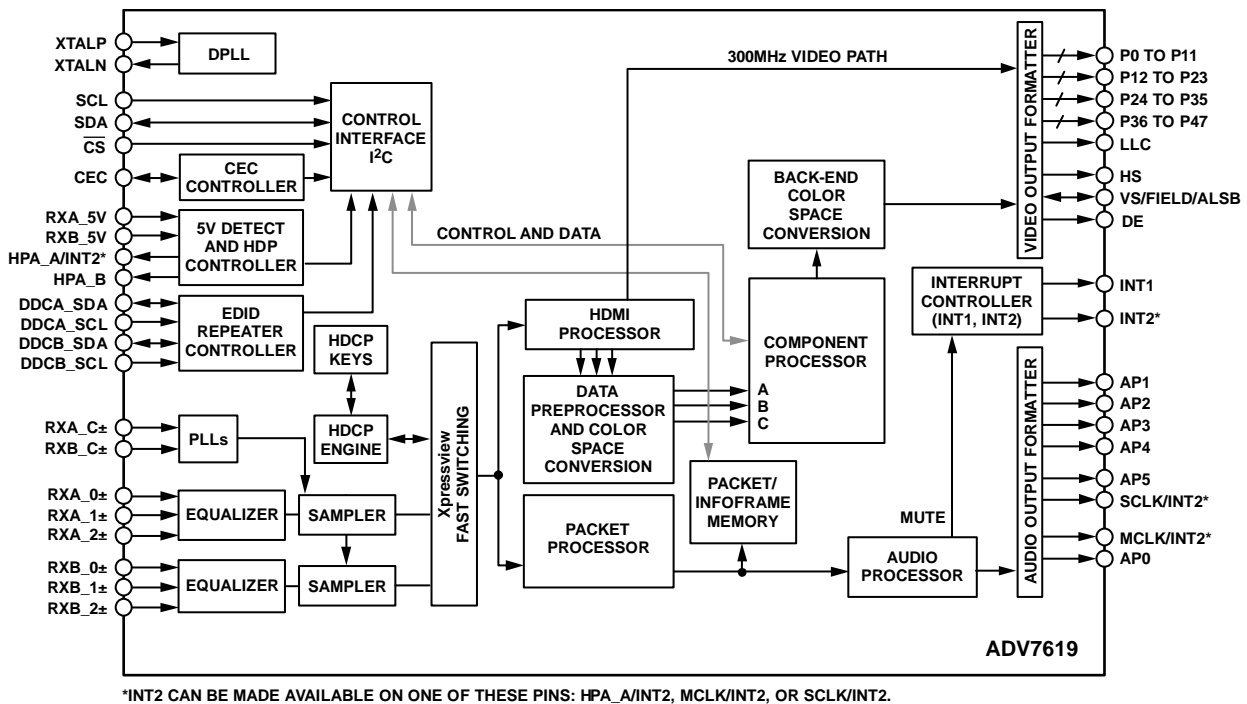 XTALP
XTALN
DPLL
SCL
SDA
CS
CEC
CEC
CONTROLLER
CONTROL
INTERFACE
I2C
RXA_5V
RXB_5V
HPA_A/INT2*
HPA_B
5V DETECT
AND HDP
CONTROLLER
DDCA_SDA
DDCA_SCL
DDCB_SDA
DDCB_SCL
EDID
REPEATER
CONTROLLER
HDCP
KEYS
HDCP
ENGINE
RXA_C±
RXB_C±
PLLs
RXA_0±
RXA_1±
RXA_2±
EQUALIZER
SAMPLER
RXB_0±
RXB_1±
RXB_2±
EQUALIZER
SAMPLER
Xpressview
FAST SWITCHING
CONTROL AND DATA
300MHz VIDEO PATH
HDMI
PROCESSOR
DATA
PREPROCESSOR
AND COLOR
SPACE
CONVERSION
PACKET
PROCESSOR
A
B
C
COMPONENT
PROCESSOR
BACK-END
COLOR
SPACE
CONVERSION
PACKET/
INFOFRAME
MEMORY
AUDIO
PROCESSOR
MUTE
INTERRUPT
CONTROLLER
(INT1, INT2)
VIDEO OUTPUT FORMATTER
AUDIO OUTPUT FORMATTER
P0 TO P11
P12 TO P23
P24 TO P35
P36 TO P47
LLC
HS
VS/FIELD/ALSB
DE
INT1
INT2*
AP1
AP2
AP3
AP4
AP5
SCLK/INT2*
MCLK/INT2*
AP0
ADV7619
*INT2 CAN BE MADE AVAILABLE ON ONE OF THESE PINS: HPA_A/INT2, MCLK/INT2, OR SCLK/INT2.